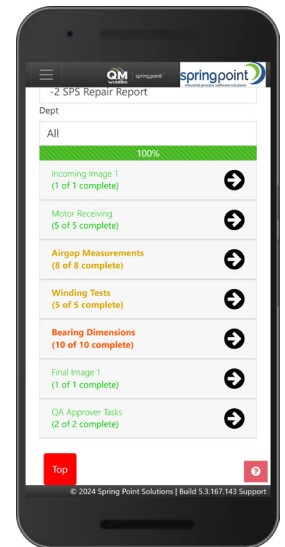 QM
WIZARD
springpoint
springpoint
industrial process software solutions
-2 SPS Repair Report
Dept
All
100%
Incoming Image 1
(1 of 1 complete)
Motor Receiving
(5 of 5 complete)
Airgap Measurements
(8 of 8 complete)
Winding Tests
(5 of 5 complete)
Bearing Dimensions
(10 of 10 complete)
Final Image 1
(1 of 1 complete)
QA Approver Tasks
(2 of 2 complete)
Top
?
© 2024 Spring Point Solutions | Build 5.3.167.143 Support